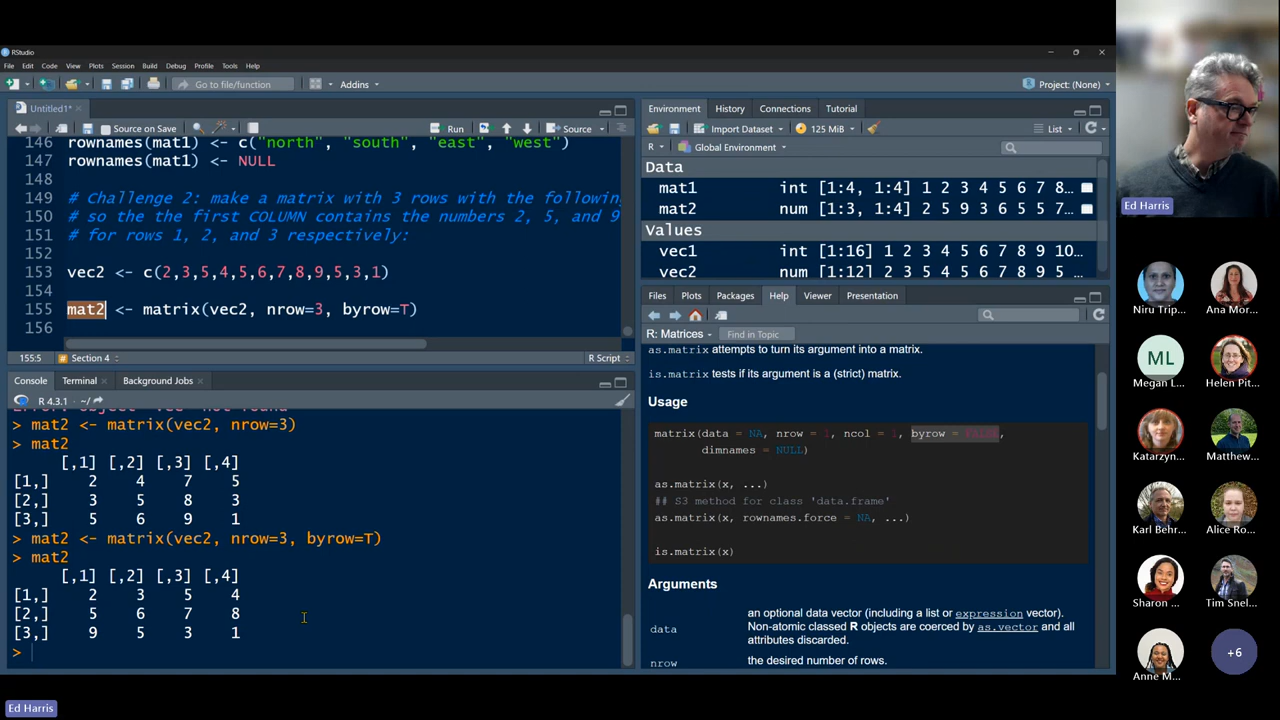 RStudio
File Edit Code View Plots Session Build Debug Profile Tools Help
Go to file/function
Addins
Project: (None)
Untitled1*
Source on Save
Run
Source
146 rownames(mat1) <- c("north", "south", "east", "west")
147 rownames(mat1) <- NULL
148
149 # Challenge 2: make a matrix with 3 rows with the following
150 # so the the first COLUMN contains the numbers 2, 5, and 9
151 # for rows 1, 2, and 3 respectively:
152
153 vec2 <- c(2,3,5,4,5,6,7,8,9,5,3,1)
154
155 mat2 <- matrix(vec2, nrow=3, byrow=T)
156
155:5 # Section 4 R Script
Console Terminal Background Jobs
R 4.3.1 · ~/
Error: object 'vec' not found
> mat2 <- matrix(vec2, nrow=3)
> mat2
[,1] [,2] [,3] [,4]
[1,] 2 4 7 5
[2,] 3 5 8 3
[3,] 5 6 9 1
> mat2 <- matrix(vec2, nrow=3, byrow=T)
> mat2
[,1] [,2] [,3] [,4]
[1,] 2 3 5 4
[2,] 5 6 7 8
[3,] 9 5 3 1
>
Environment History Connections Tutorial
Import Dataset 125 MiB List
R Global Environment
Data
mat1 int [1:4, 1:4] 1 2 3 4 5 6 7 8…
mat2 num [1:3, 1:4] 2 5 9 3 6 5 5 7…
Values
vec1 int [1:16] 1 2 3 4 5 6 7 8 9 10…
vec2 num [1:12] 2 3 5 4 5 6 7 8 9 5
Files Plots Packages Help Viewer Presentation
R: Matrices Find in Topic
as.matrix attempts to turn its argument into a matrix.
is.matrix tests if its argument is a (strict) matrix.
Usage
matrix(data = NA, nrow = 1, ncol = 1, byrow = FALSE,
dimnames = NULL)
as.matrix(x, ...)
## S3 method for class 'data.frame'
as.matrix(x, rownames.force = NA, ...)
is.matrix(x)
Arguments
data
an optional data vector (including a list or expression vector).
Non-atomic classed R objects are coerced by as.vector and all
attributes discarded.
nrow
the desired number of rows.
Ed Harris
Niru Trip...
Ana Mor...
ML
Megan L...
Helen Pit...
Katarzyn...
Matthew...
Karl Behr...
Alice Ro...
Sharon ...
Tim Snel...
Anne M...
+6
Ed Harris